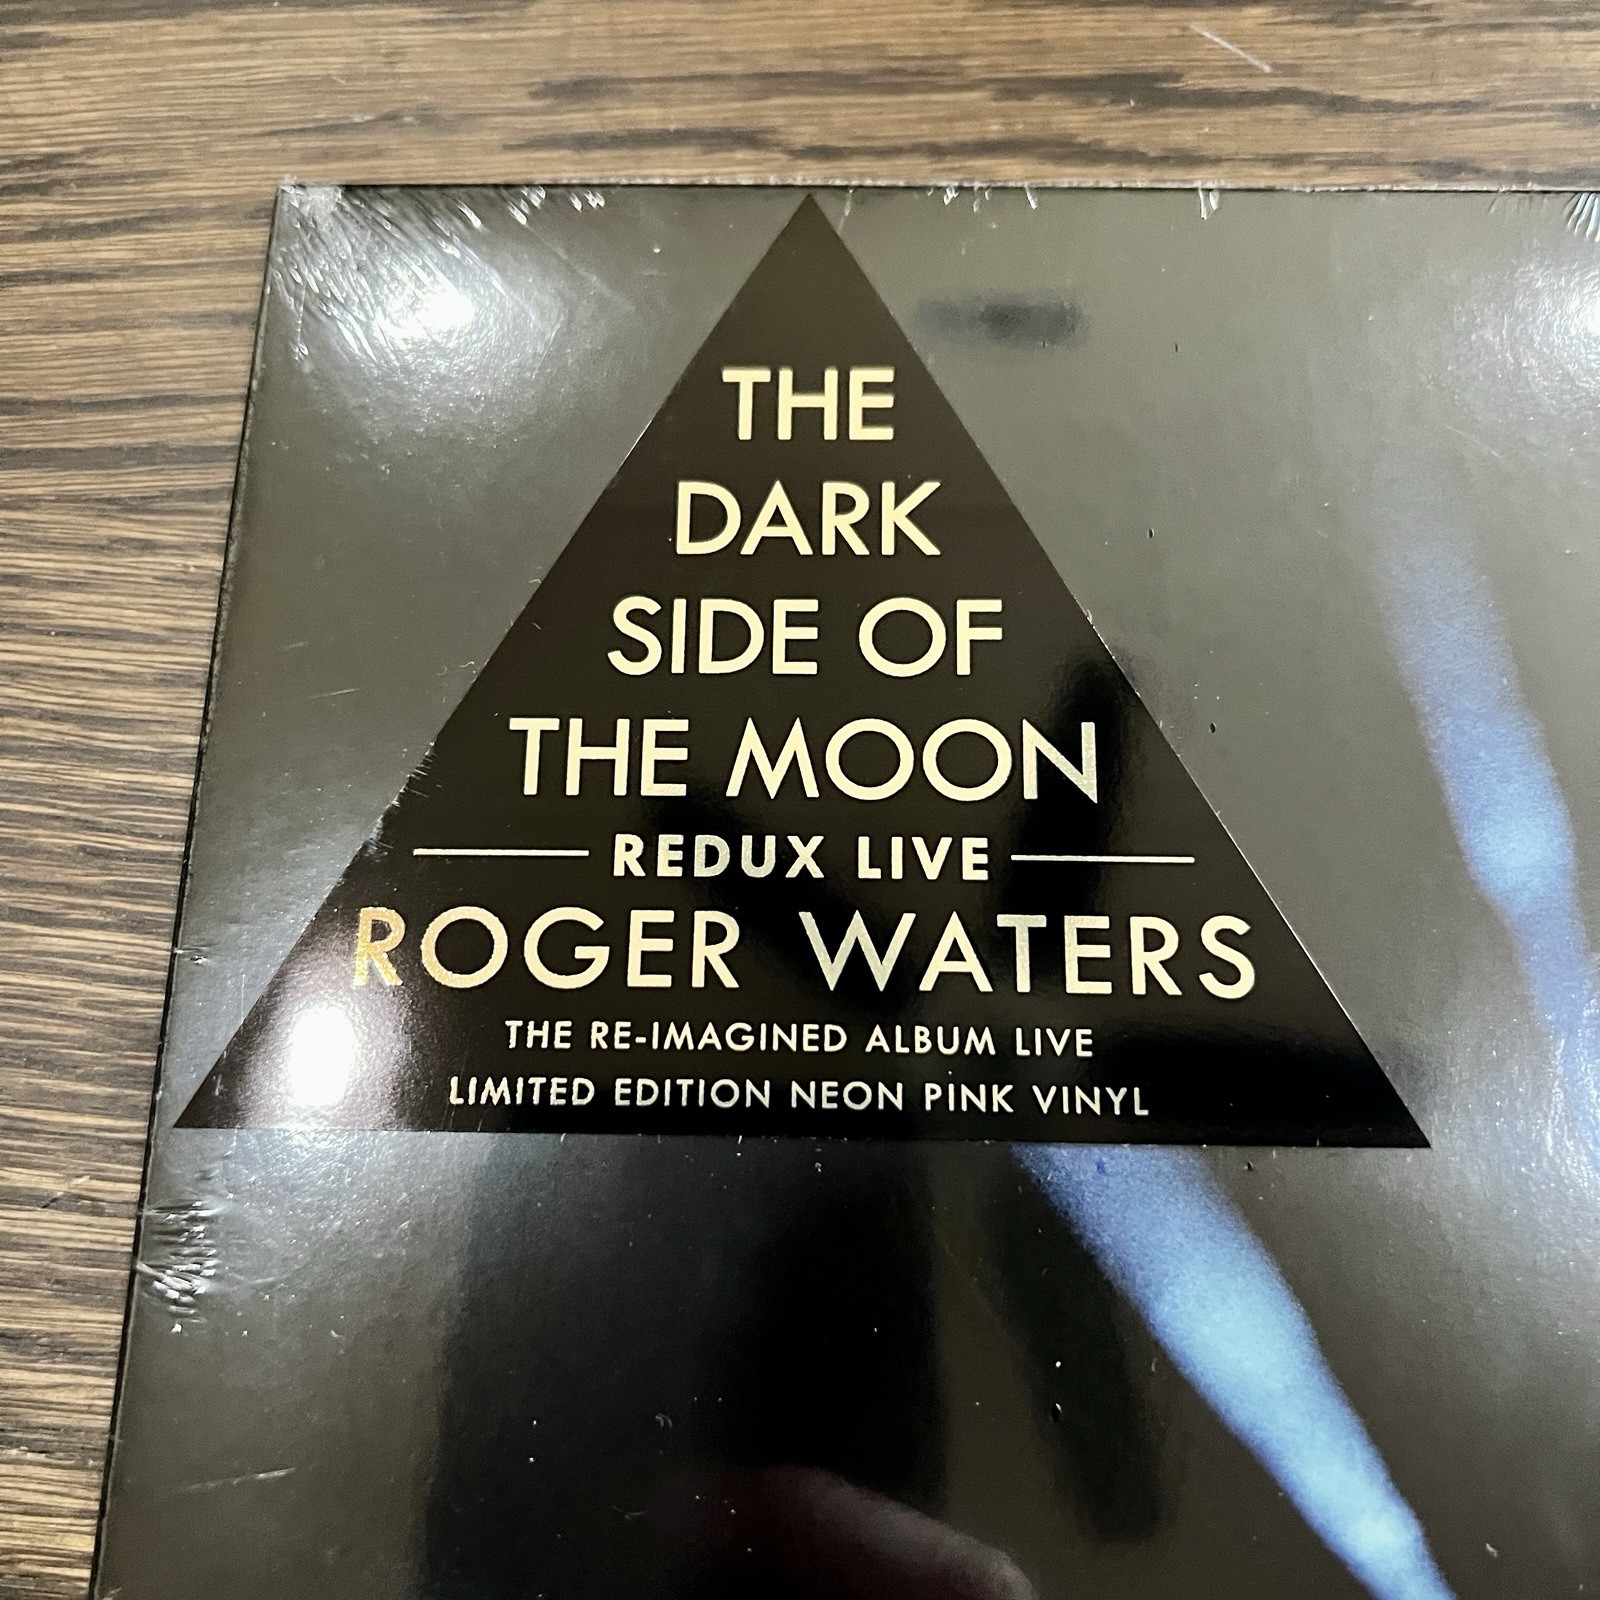 THE
DARK
SIDE OF
THE MOON
REDUX LIVE
ROGER WATERS
THE RE-IMAGINED ALBUM LIVE
LIMITED EDITION NEON PINK VINYL